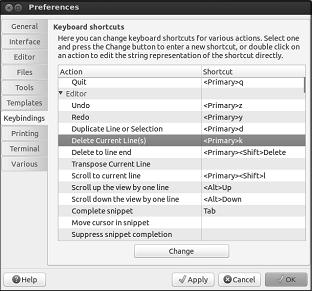 Preferences
General
Interface
Editor
Files
Tools
Templates
Keybindings
Printing
Terminal
Various
Keyboard shortcuts
Here you can change keyboard shortcuts for various actions. Select one
and press the Change button to enter a new shortcut, or double click on
an action to edit the string representation of the shortcut directly.
Action Shortcut
Quit <Primary>q
Editor
Undo <Primary>z
Redo <Primary>y
Duplicate Line or Selection <Primary>d
Delete Current Line(s) <Primary>k
Delete to line end <Primary><Shift>Delete
Transpose Current Line
Scroll to current line <Primary><Shift>l
Scroll up the view by one line <Alt>Up
Scroll down the view by one line <Alt>Down
Complete snippet Tab
Move cursor in snippet
Suppress snippet completion
Change
Help Apply Cancel OK